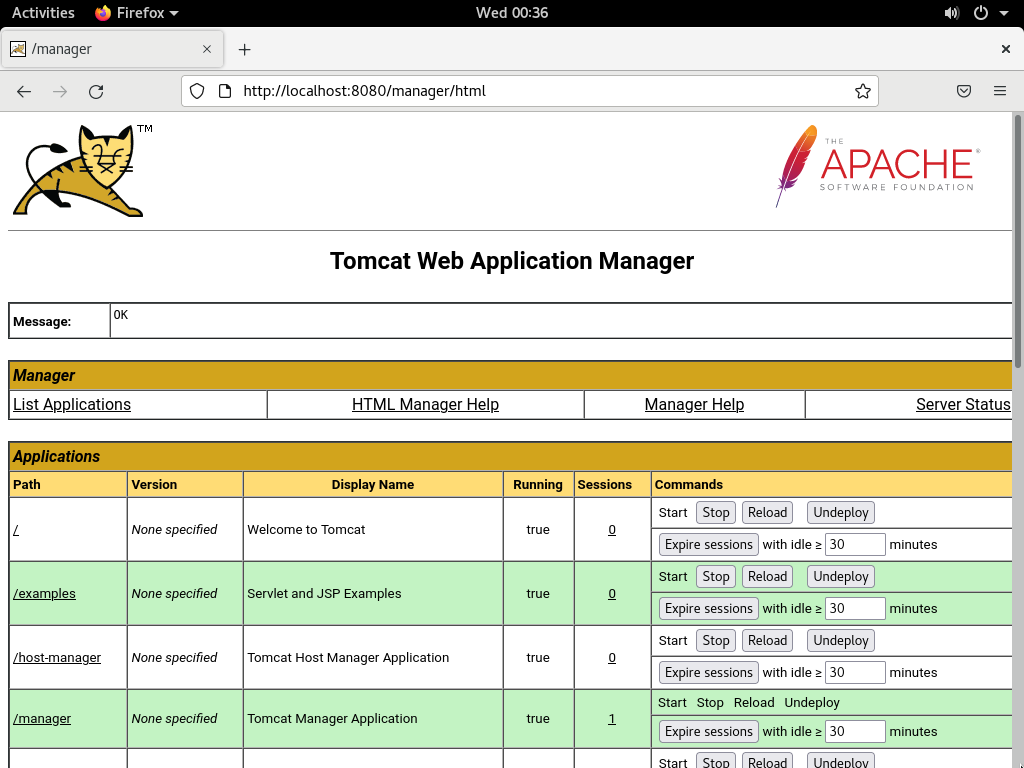 Activities Firefox Wed 00:36
/manager
http://localhost:8080/manager/html
TM
THE
APACHE®
SOFTWARE FOUNDATION
Tomcat Web Application Manager
Message: OK
Manager
List Applications HTML Manager Help Manager Help Server Status
Applications
Path Version Display Name Running Sessions Commands
/ None specified Welcome to Tomcat true 0 Start Stop Reload Undeploy
Expire sessions with idle ≥ 30 minutes
/examples None specified Servlet and JSP Examples true 0 Start Stop Reload Undeploy
Expire sessions with idle ≥ 30 minutes
/host-manager None specified Tomcat Host Manager Application true 0 Start Stop Reload Undeploy
Expire sessions with idle ≥ 30 minutes
/manager None specified Tomcat Manager Application true 1 Start Stop Reload Undeploy
Expire sessions with idle ≥ 30 minutes
Start Stop Reload Undeploy